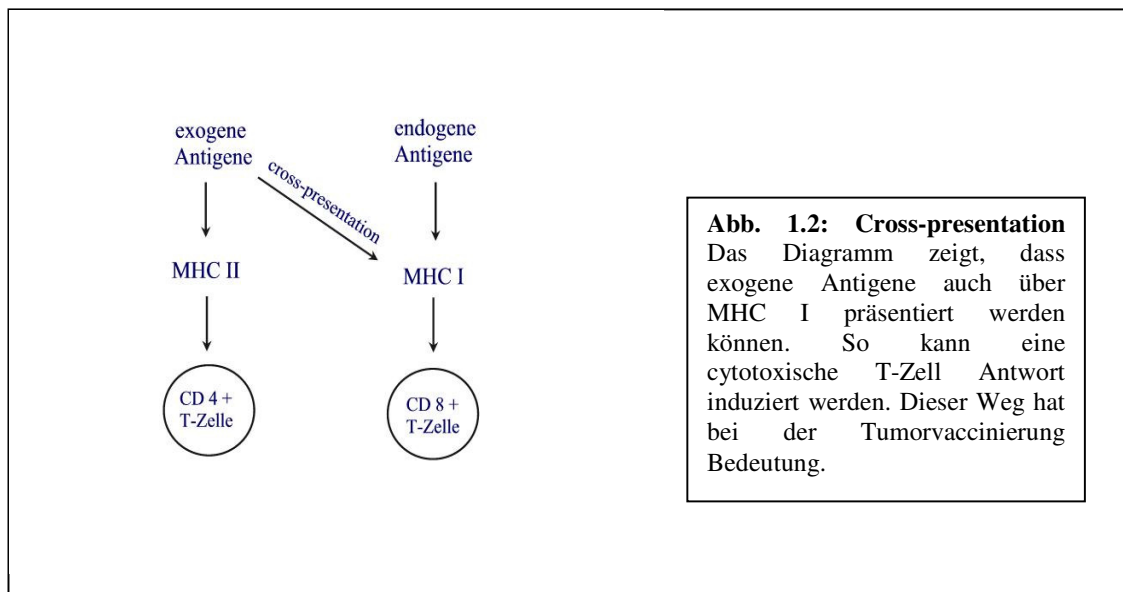 exogene
Antigene
endogene
Antigene
cross-presentation
MHC II
MHC I
CD 4 +
T-Zelle
CD 8 +
T-Zelle
Abb. 1.2: Cross-presentation
Das Diagramm zeigt, dass
exogene Antigene auch über
MHC I präsentiert werden
können. So kann eine
cytotoxische T-Zell Antwort
induziert werden. Dieser Weg hat
bei der Tumorvaccinierung
Bedeutung.